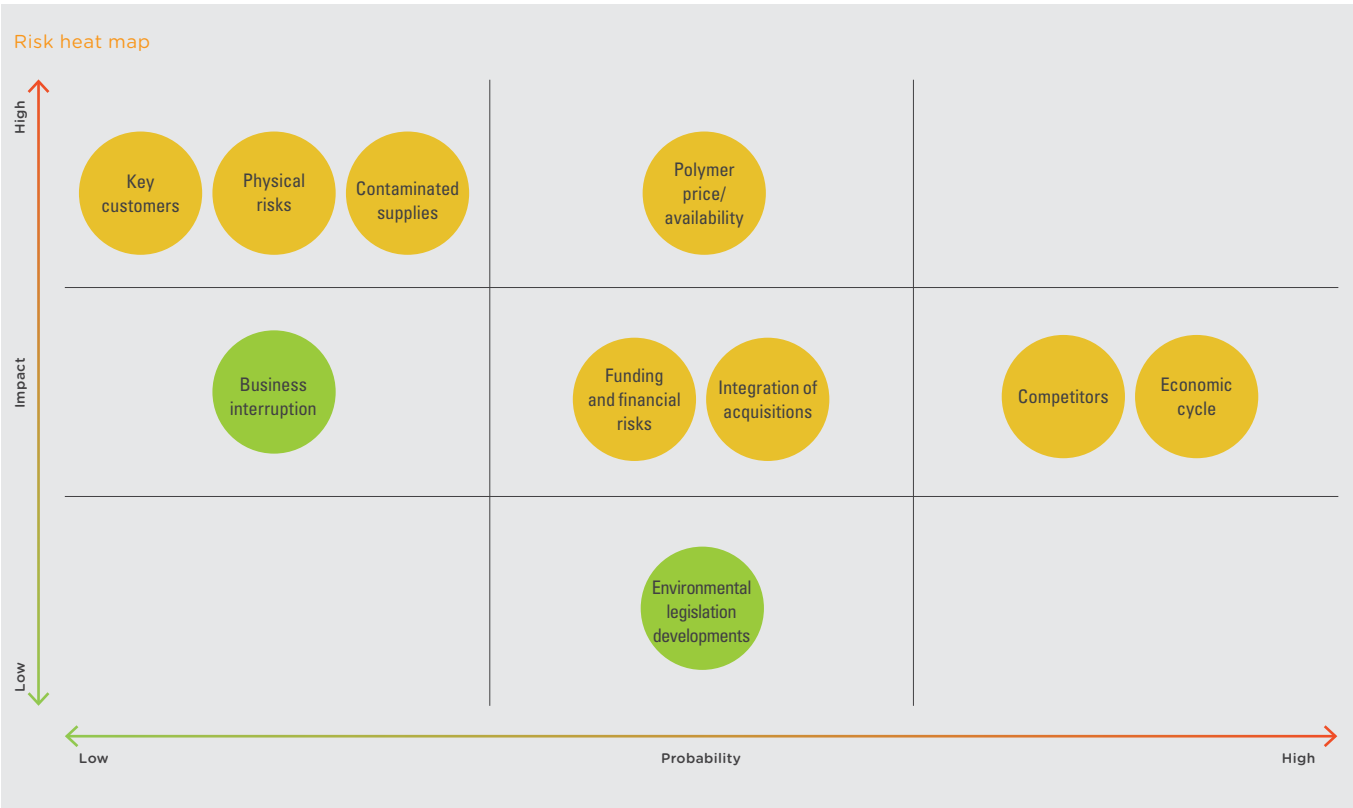 Risk heat map
High
Key
customers
Physical
risks
Contaminated
supplies
Polymer
price/
availability
Impact
Business
interruption
Funding
and financial
risks
Integration of
acquisitions
Competitors
Economic
cycle
Environmental
legislation
developments
Low
Low
Probability
High